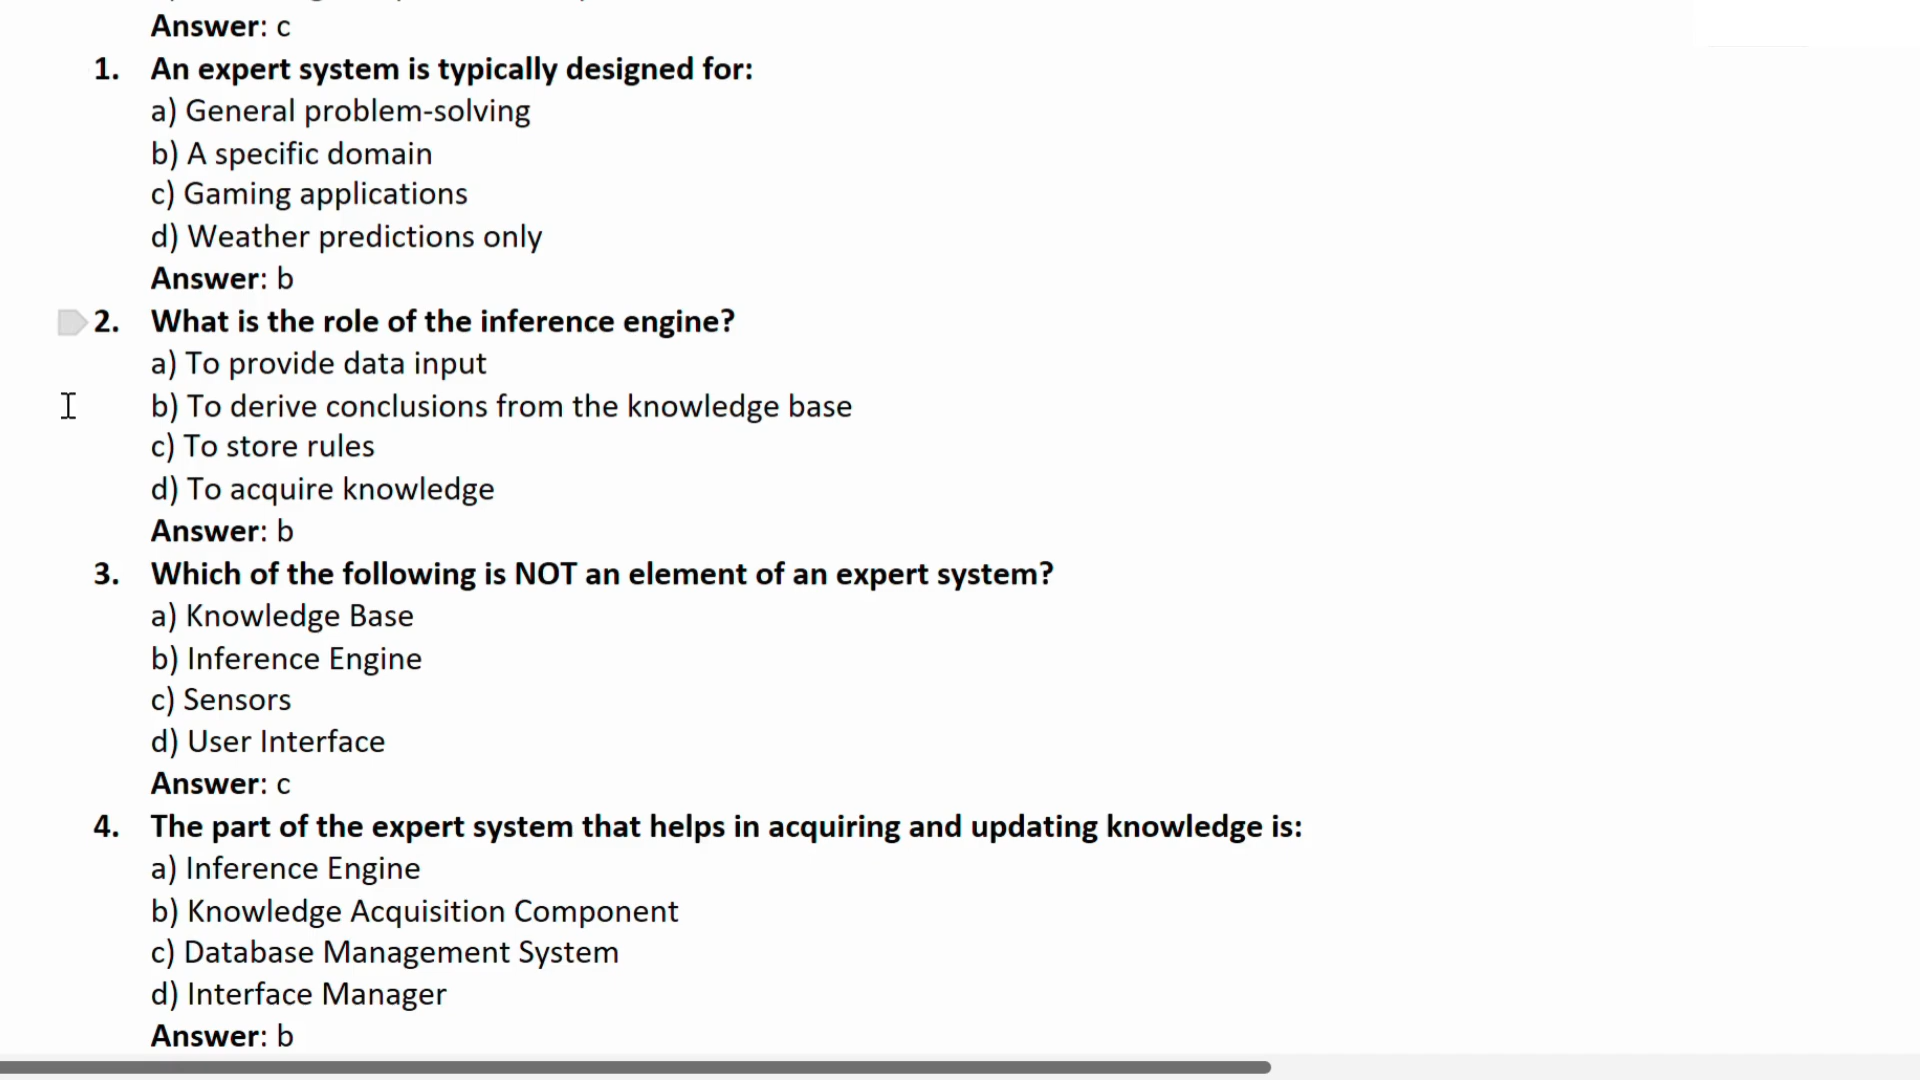 Answer: c
1. An expert system is typically designed for:
a) General problem-solving
b) A specific domain
c) Gaming applications
d) Weather predictions only
Answer: b
2. What is the role of the inference engine?
a) To provide data input
b) To derive conclusions from the knowledge base
c) To store rules
d) To acquire knowledge
Answer: b
3. Which of the following is NOT an element of an expert system?
a) Knowledge Base
b) Inference Engine
c) Sensors
d) User Interface
Answer: c
4. The part of the expert system that helps in acquiring and updating knowledge is:
a) Inference Engine
b) Knowledge Acquisition Component
c) Database Management System
d) Interface Manager
Answer: b